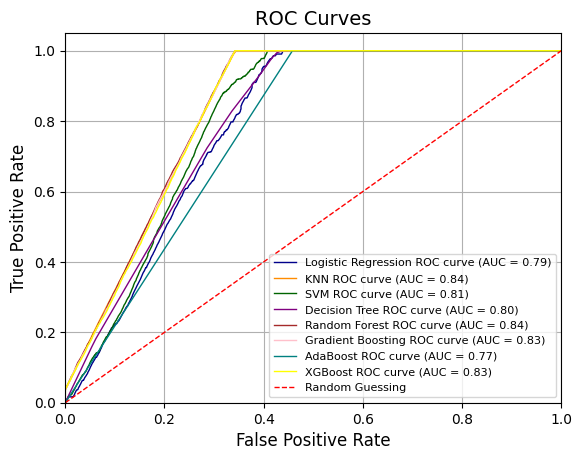 ROC Curves
True Positive Rate
1.0
0.8
0.6
0.4
0.2
0.0
Logistic Regression ROC curve (AUC = 0.79)
KNN ROC curve (AUC = 0.84)
SVM ROC curve (AUC = 0.81)
Decision Tree ROC curve (AUC = 0.80)
Random Forest ROC curve (AUC = 0.84)
Gradient Boosting ROC curve (AUC = 0.83)
AdaBoost ROC curve (AUC = 0.77)
XGBoost ROC curve (AUC = 0.83)
Random Guessing
0.0 0.2 0.4 0.6 0.8 1.0
False Positive Rate